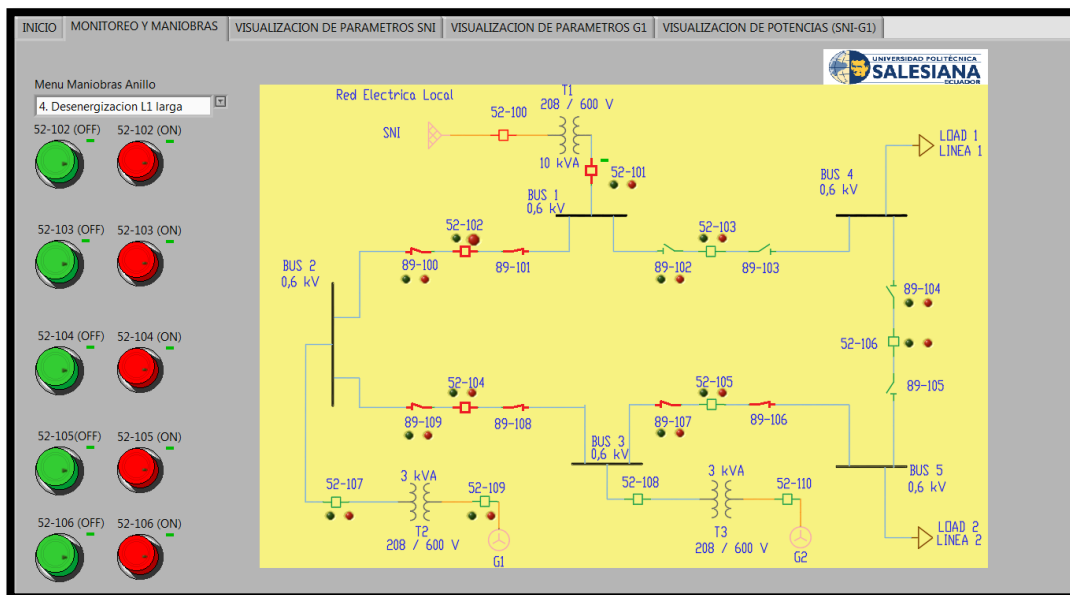 INICIO
MONITOREO Y MANIOBRAS
VISUALIZACION DE PARAMETROS SNI
VISUALIZACION DE PARAMETROS G1
VISUALIZACION DE POTENCIAS (SNI-G1)
UNIVERSIDAD POLITÉCNICA
SALESIANA
ECUADOR
Menu Maniobras Anillo
4. Desenergizacion L1 larga
52-102 (OFF)
52-102 (ON)
52-103 (OFF)
52-103 (ON)
52-104 (OFF)
52-104 (ON)
52-105(OFF)
52-105 (ON)
52-106 (OFF)
52-106 (ON)
Red Electrica Local
T1
208 / 600 V
52-100
SNI
10 kVA
52-101
BUS 1
0,6 kV
BUS 4
0,6 kV
LOAD 1
LINEA 1
52-102
89-100
89-101
52-103
89-102
89-103
BUS 2
0,6 kV
89-104
52-106
89-105
52-104
89-109
89-108
52-105
89-107
89-106
BUS 3
0,6 kV
BUS 5
0,6 kV
52-107
3 kVA
52-109
T2
208 / 600 V
G1
52-108
3 kVA
52-110
T3
208 / 600 V
G2
LOAD 2
LINEA 2